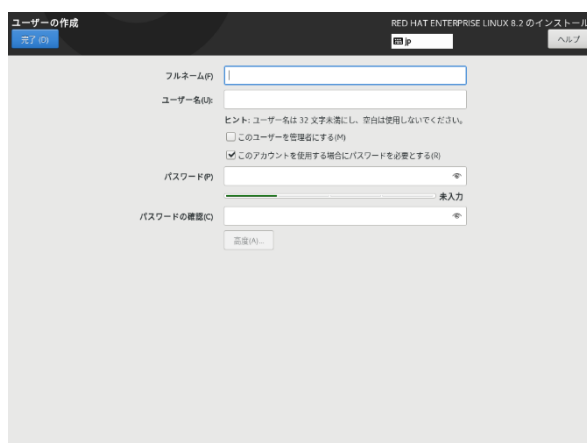 ユーザーの作成
RED HAT ENTERPRISE LINUX 8.2 のインストール
完了 (D)
jp
ヘルプ
フルネーム(F)
ユーザー名(U):
ヒント: ユーザー名は 32 文字未満にし、空白は使用しないでください。
このユーザーを管理者にする(M)
このアカウントを使用する場合にパスワードを必要とする(R)
パスワード(P)
未入力
パスワードの確認(C)
高度(A)...